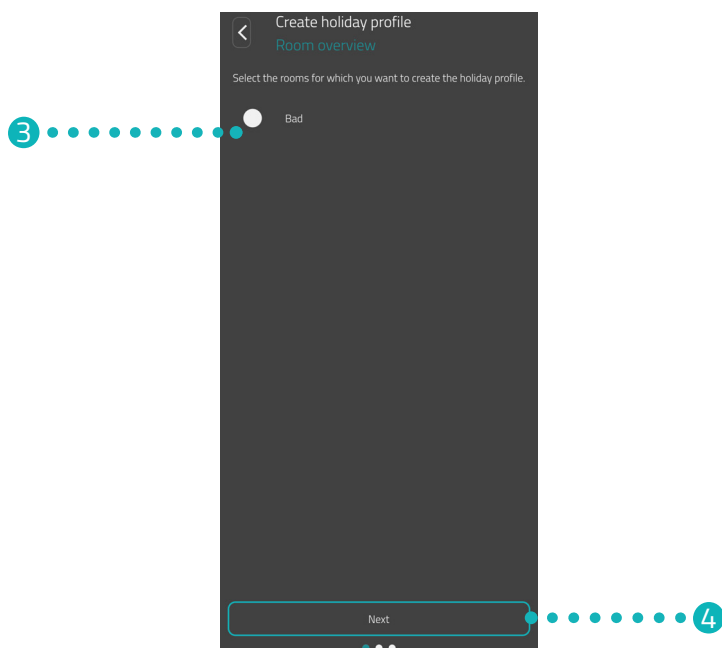 Create holiday profile
Room overview
Select the rooms for which you want to create the holiday profile.
3
Bad
Next
4